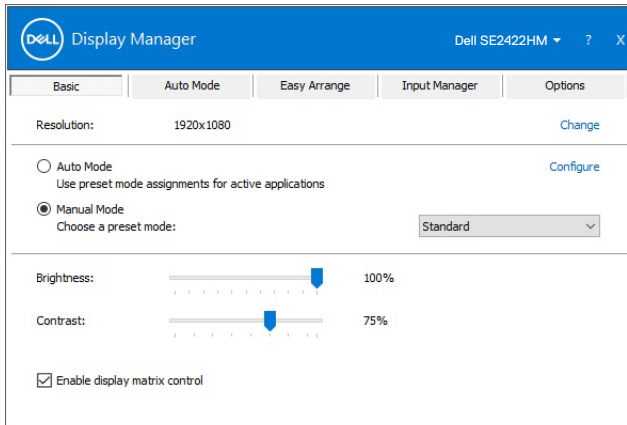 DELL Display Manager Dell SE2422HM ? X
Basic Auto Mode Easy Arrange Input Manager Options
Resolution: 1920x1080 Change
Auto Mode Configure
Use preset mode assignments for active applications
Manual Mode
Choose a preset mode: Standard
Brightness: 100%
Contrast: 75%
Enable display matrix control